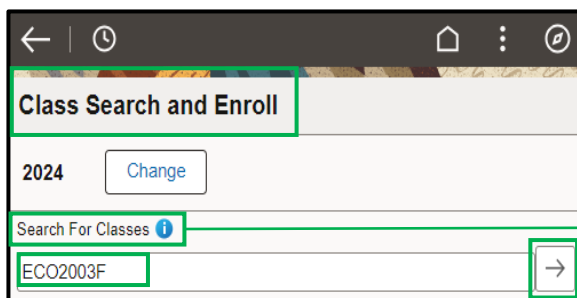 Class Search and Enroll
2024 Change
Search For Classes
ECO2003F